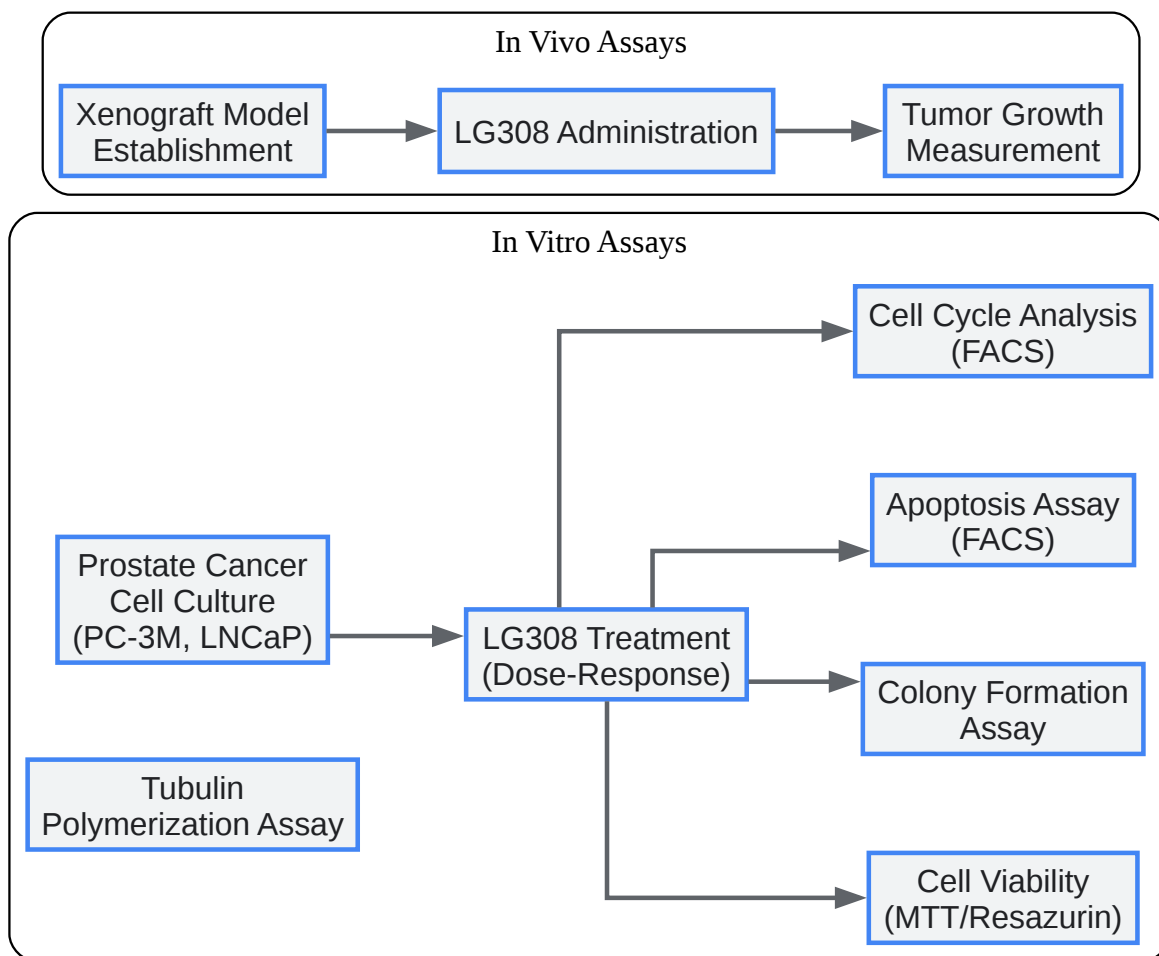 In Vivo Assays
Xenograft Model
Establishment
LG308 Administration
Tumor Growth
Measurement
In Vitro Assays
Cell Cycle Analysis
(FACS)
Apoptosis Assay
(FACS)
Prostate Cancer
Cell Culture
(PC-3M, LNCaP)
LG308 Treatment
(Dose-Response)
Colony Formation
Assay
Tubulin
Polymerization Assay
Cell Viability
(MTT/Resazurin)